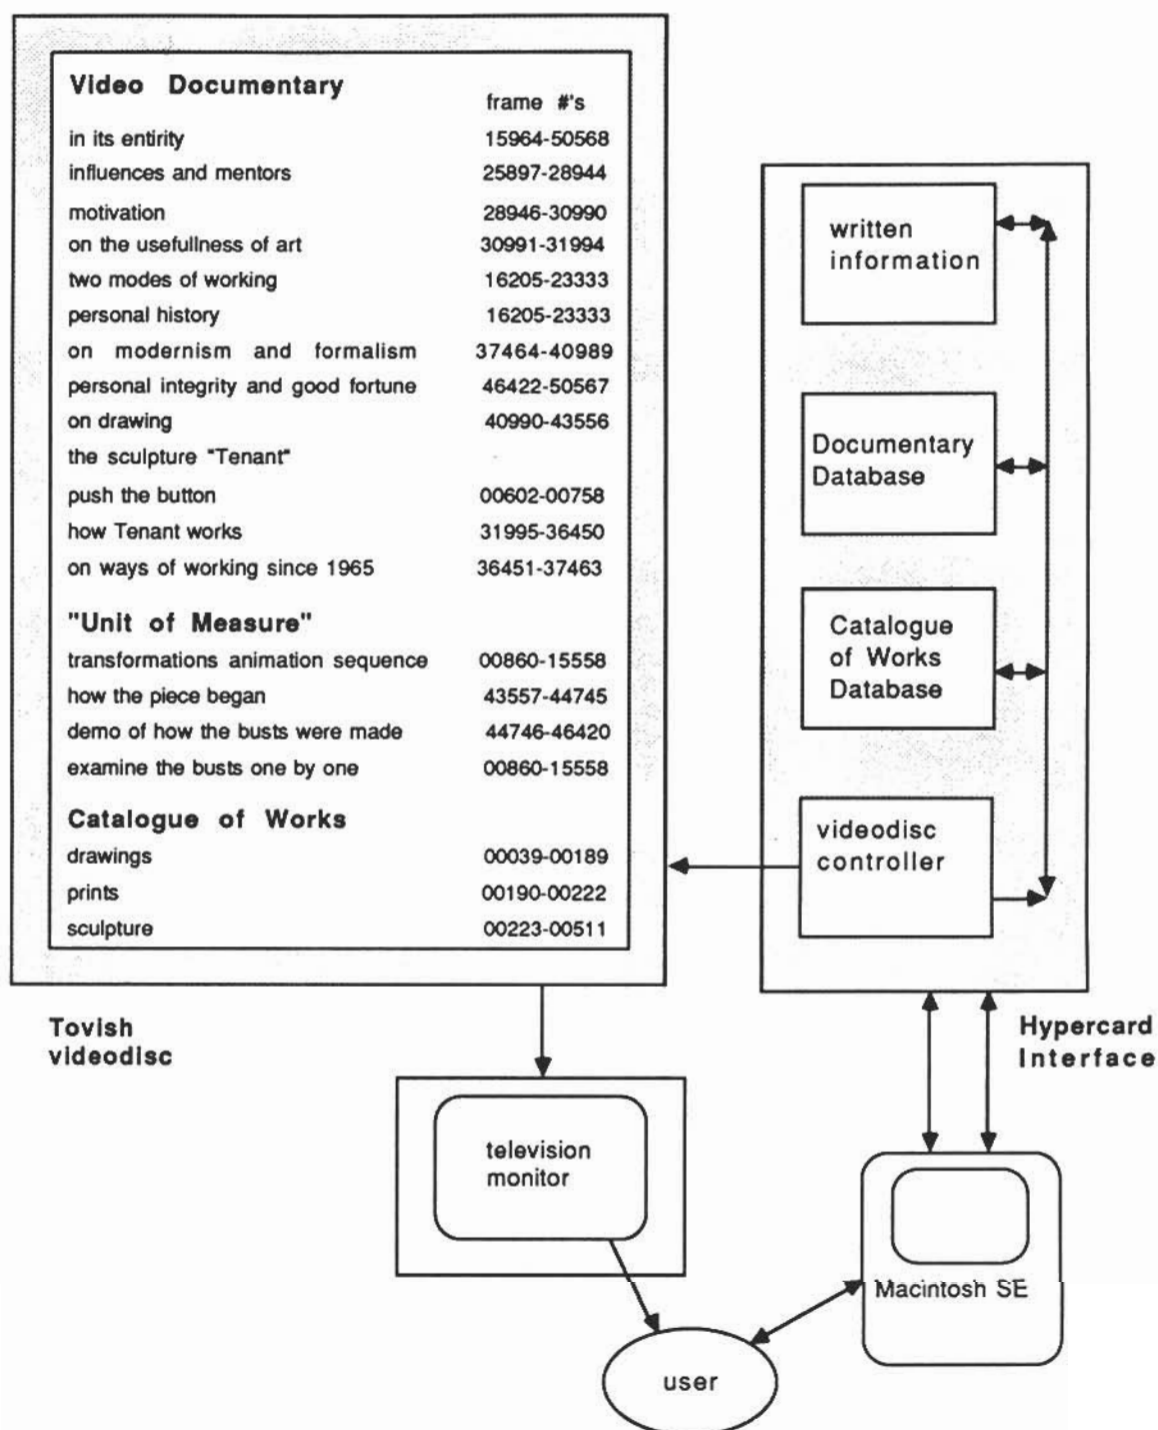 Video Documentary
frame #'s
in its entirity 15964-50568
influences and mentors 25897-28944
motivation 28946-30990
on the usefullness of art 30991-31994
two modes of working 16205-23333
personal history 16205-23333
on modernism and formalism 37464-40989
personal integrity and good fortune 46422-50567
on drawing 40990-43556
the sculpture "Tenant"
push the button 00602-00758
how Tenant works 31995-36450
on ways of working since 1965 36451-37463
"Unit of Measure"
transformations animation sequence 00860-15558
how the piece began 43557-44745
demo of how the busts were made 44746-46420
examine the busts one by one 00860-15558
Catalogue of Works
drawings 00039-00189
prints 00190-00222
sculpture 00223-00511
Tovish
videodisc
written
information
Documentary
Database
Catalogue
of Works
Database
videodisc
controller
Hypercard
Interface
television
monitor
Macintosh SE
user